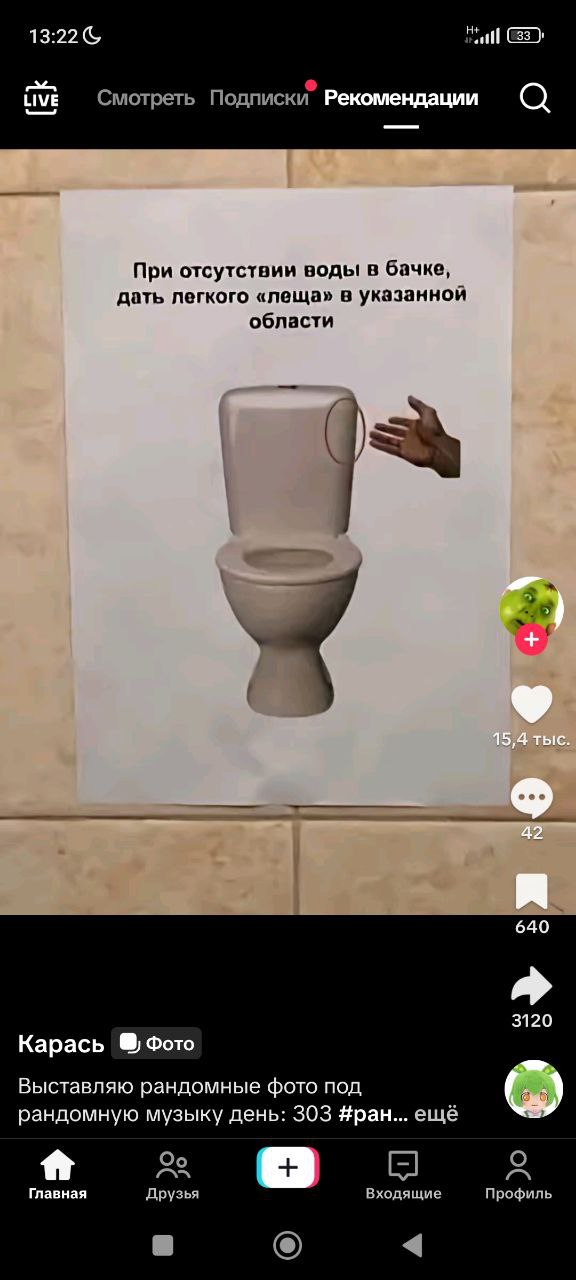 13:22
H+
33
LIVE
Смотреть Подписки Рекомендации
При отсутствии воды в бачке,
дать легкого «леща» в указанной
области
15,4 тыс.
42
640
3120
Карась Фото
Выставляю рандомные фото под
рандомную музыку день: 303 #ран... ещё
Главная Друзья Входящие Профиль